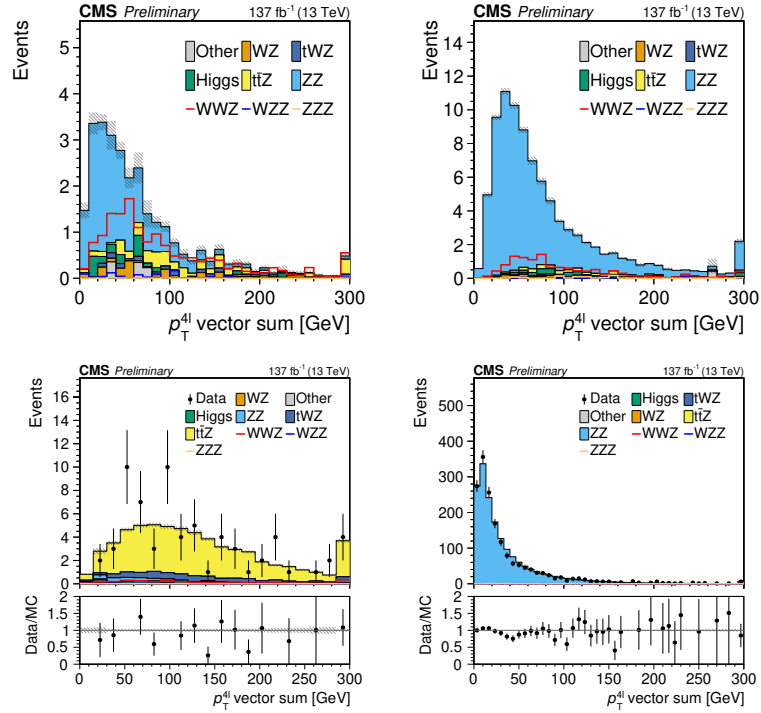 CMS Preliminary 137 fb⁻¹ (13 TeV)
Events
5
4
3
2
1
0
Other WZ tWZ
Higgs tt̄Z ZZ
WWZ WZZ ZZZ
0 100 200 300
p_T^4l vector sum [GeV]
CMS Preliminary 137 fb⁻¹ (13 TeV)
Events
14
12
10
8
6
4
2
0
Other WZ tWZ
Higgs tt̄Z ZZ
WWZ WZZ ZZZ
0 100 200 300
p_T^4l vector sum [GeV]
CMS Preliminary 137 fb⁻¹ (13 TeV)
Events
16
14
12
10
8
6
4
2
0
Data WZ Other
Higgs ZZ tWZ
tt̄Z WWZ WZZ
ZZZ
Data/MC
2
1.5
1
0.5
0
0 50 100 150 200 250 300
p_T^4l vector sum [GeV]
CMS Preliminary 137 fb⁻¹ (13 TeV)
Events
500
400
300
200
100
0
Data Higgs tWZ
Other WZ tt̄Z
ZZ WWZ WZZ
ZZZ
Data/MC
2
1.5
1
0.5
0
0 50 100 150 200 250 300
p_T^4l vector sum [GeV]